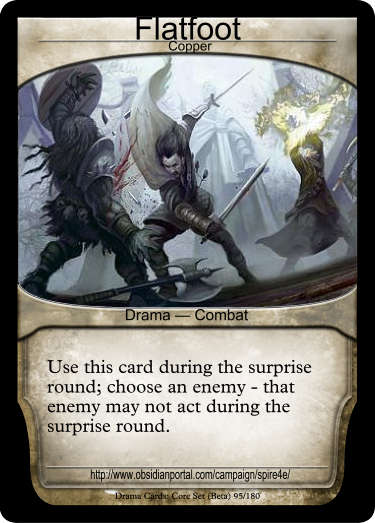 Flatfoot
Copper
Drama — Combat
Use this card during the surprise
round; choose an enemy - that
enemy may not act during the
surprise round.
http://www.obsidianportal.com/campaign/spire4e/
Drama Cards: Core Set (Beta) 95/180